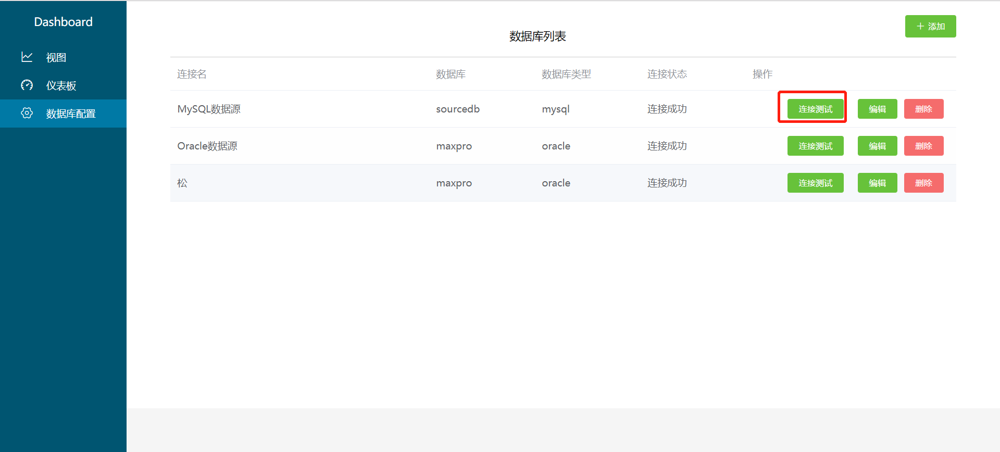 Dashboard
视图
仪表板
数据库配置
添加
数据库列表
连接名 数据库 数据库类型 连接状态 操作
MySQL数据源 sourcedb mysql 连接成功 连接测试 编辑 删除
Oracle数据源 maxpro oracle 连接成功 连接测试 编辑 删除
松 maxpro oracle 连接成功 连接测试 编辑 删除